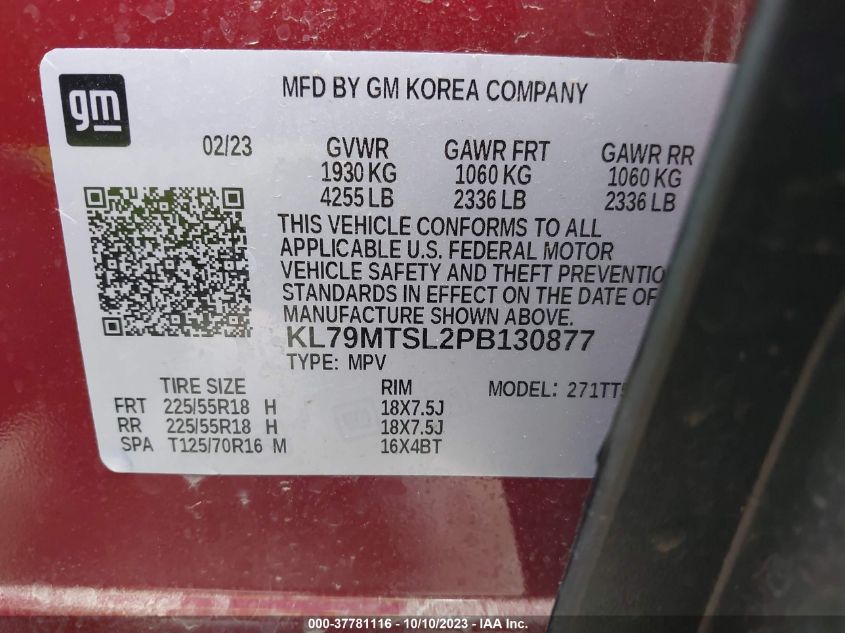 gm
MFD BY GM KOREA COMPANY
02/23 GVWR GAWR FRT GAWR RR
1930 KG 1060 KG 1060 KG
4255 LB 2336 LB 2336 LB
THIS VEHICLE CONFORMS TO ALL
APPLICABLE U.S. FEDERAL MOTOR
VEHICLE SAFETY AND THEFT PREVENTIO
STANDARDS IN EFFECT ON THE DATE OF
MANUFACTURE SHOWN ABOVE.
KL79MTSL2PB130877
TYPE: MPV
TIRE SIZE RIM MODEL: 271TT5
FRT 225/55R18 H 18X7.5J
RR 225/55R18 H 18X7.5J
SPA T125/70R16 M 16X4BT
000-37781116 - 10/10/2023 - IAA Inc.